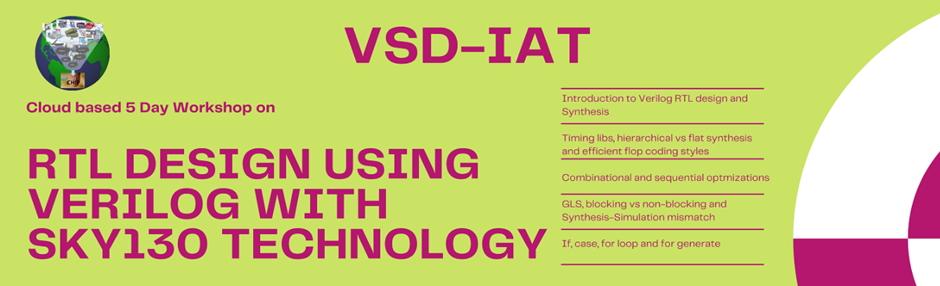 VSD-IAT
Cloud based 5 Day Workshop on
RTL DESIGN USING
VERILOG WITH
SKY130 TECHNOLOGY
Introduction to Verilog RTL design and
Synthesis
Timing libs, hierarchical vs flat synthesis
and efficient flop coding styles
Combinational and sequential optmizations
GLS, blocking vs non-blocking and
Synthesis-Simulation mismatch
If, case, for loop and for generate